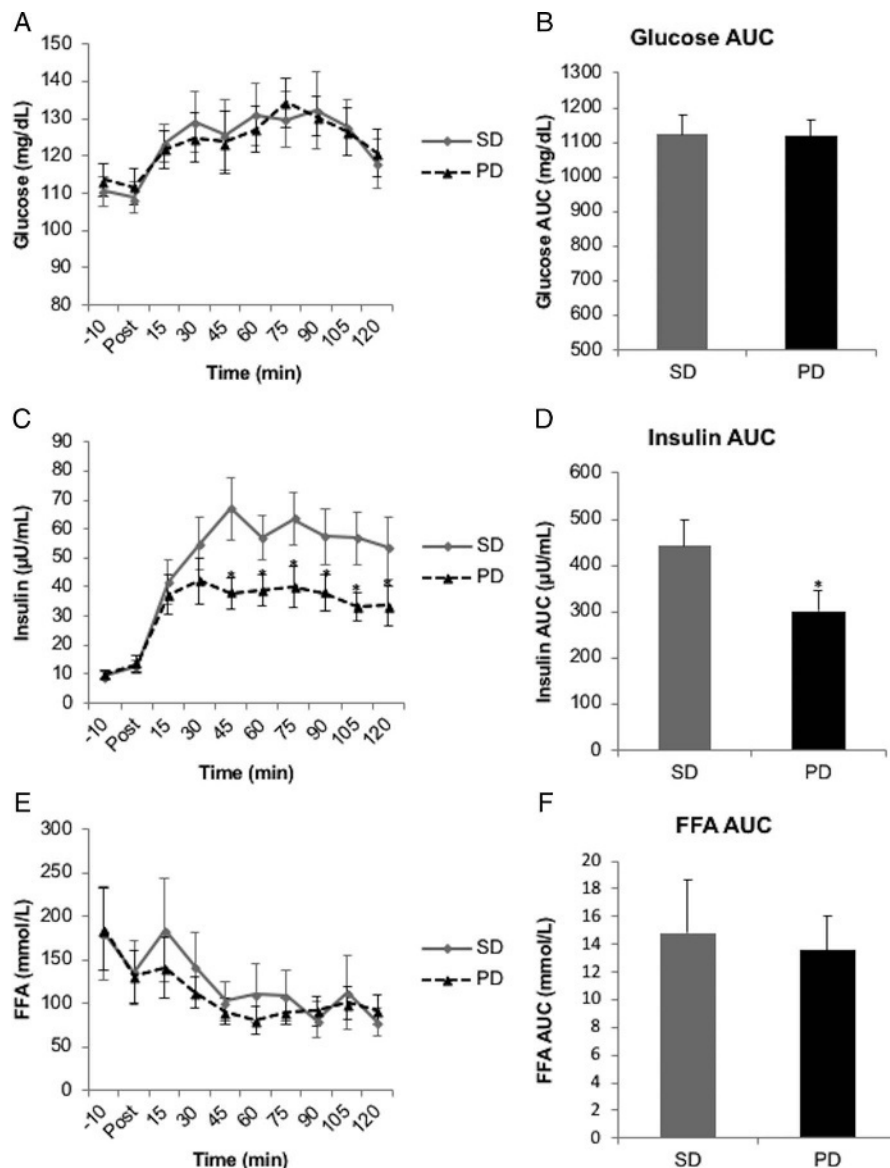 A
Glucose (mg/dL)
150
140
130
120
110
100
90
80
-10 Post 15 30 45 60 75 90 105 120
Time (min)
SD
PD
B
Glucose AUC
Glucose AUC (mg/dL)
1300
1200
1100
1000
900
800
700
600
500
SD PD
C
Insulin (µU/mL)
90
80
70
60
50
40
30
20
10
0
* * * * * *
-10 Post 15 30 45 60 75 90 105 120
Time (min)
SD
PD
D
Insulin AUC
Insulin AUC (µU/mL)
600
500
400
300
200
100
0
*
SD PD
E
FFA (mmol/L)
300
250
200
150
100
50
0
-10 Post 15 30 45 60 75 90 105 120
Time (min)
SD
PD
F
FFA AUC
FFA AUC (mmol/L)
20
18
16
14
12
10
8
6
4
2
0
SD PD